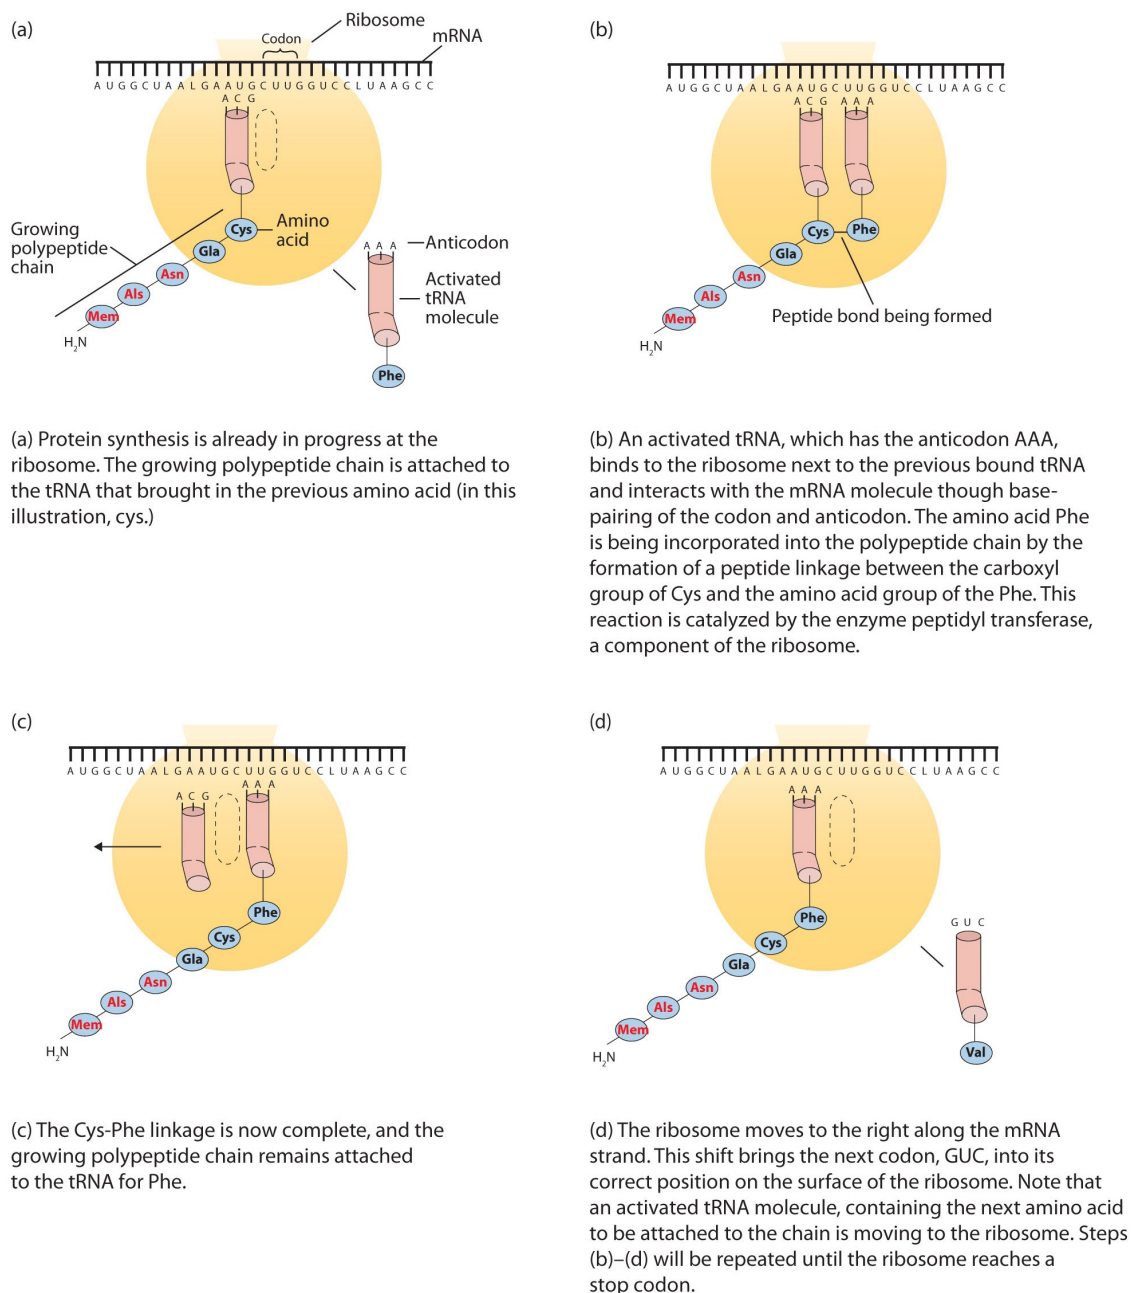 (a)
Ribosome
mRNA
Codon
A U G G C U A A L G A A U G C U U G G U C C L U A A G C C
A C G
Growing
polypeptide
chain
Cys
Amino
acid
Gla
Asn
Als
Mem
H2N
A A A
Anticodon
Activated
tRNA
molecule
Phe
(b)
A U G G C U A A L G A A U G C U U G G U C C L U A A G C C
A C G A A A
Cys
Phe
Gla
Asn
Als
Mem
H2N
Peptide bond being formed
(a) Protein synthesis is already in progress at the
ribosome. The growing polypeptide chain is attached to
the tRNA that brought in the previous amino acid (in this
illustration, cys.)
(b) An activated tRNA, which has the anticodon AAA,
binds to the ribosome next to the previous bound tRNA
and interacts with the mRNA molecule though base-
pairing of the codon and anticodon. The amino acid Phe
is being incorporated into the polypeptide chain by the
formation of a peptide linkage between the carboxyl
group of Cys and the amino acid group of the Phe. This
reaction is catalyzed by the enzyme peptidyl transferase,
a component of the ribosome.
(c)
A U G G C U A A L G A A U G C U U G G U C C L U A A G C C
A A A
A C G
Phe
Cys
Gla
Asn
Als
Mem
H2N
(d)
A U G G C U A A L G A A U G C U U G G U C C L U A A G C C
A A A
Phe
Cys
Gla
Asn
Als
Mem
H2N
G U C
Val
(c) The Cys-Phe linkage is now complete, and the
growing polypeptide chain remains attached
to the tRNA for Phe.
(d) The ribosome moves to the right along the mRNA
strand. This shift brings the next codon, GUC, into its
correct position on the surface of the ribosome. Note that
an activated tRNA molecule, containing the next amino acid
to be attached to the chain is moving to the ribosome. Steps
(b)–(d) will be repeated until the ribosome reaches a
stop codon.